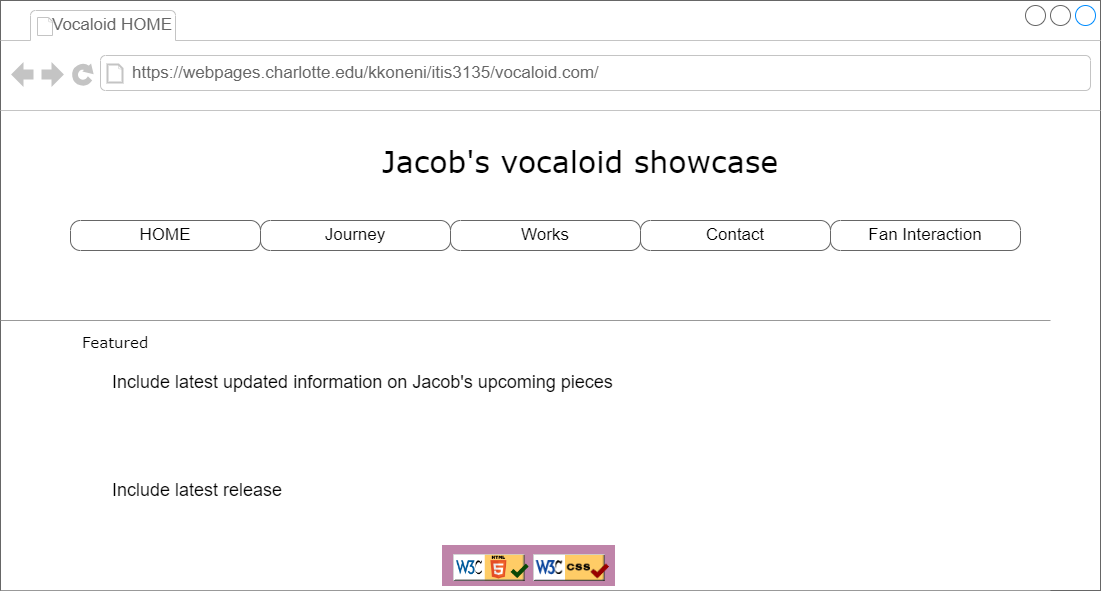 Vocaloid HOME
https://webpages.charlotte.edu/kkoneni/itis3135/vocaloid.com/
Jacob's vocaloid showcase
HOME Journey Works Contact Fan Interaction
Featured
Include latest updated information on Jacob's upcoming pieces
Include latest release
W3C HTML 5 W3C CSS